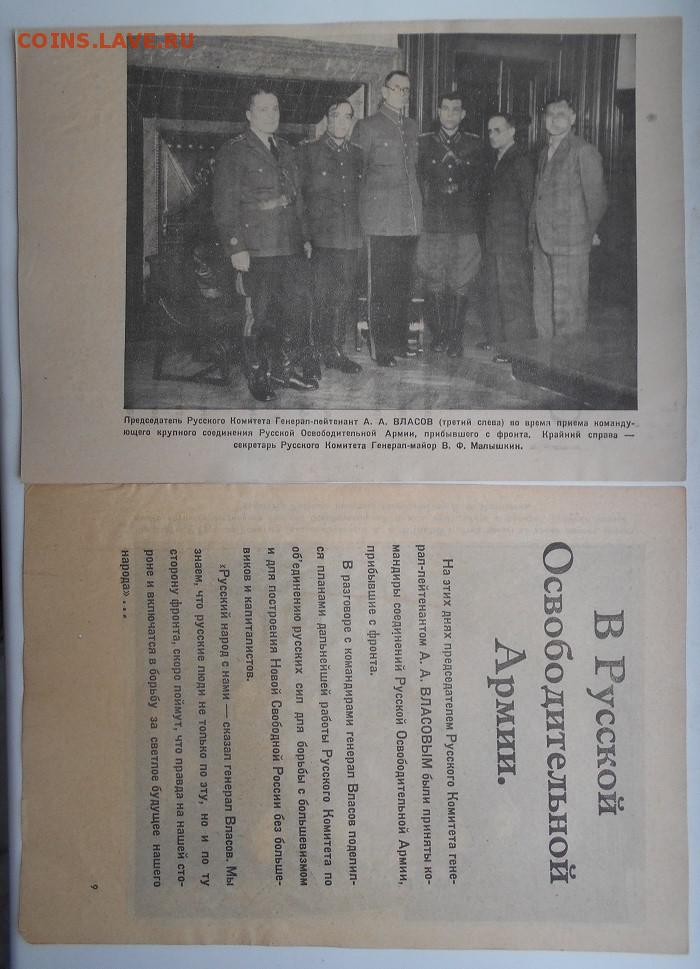 COINS.LAVE.RU
Председатель Русского Комитета Генерал-лейтенант А. А. ВЛАСОВ (третий слева) во время приема команду-
ющего крупного соединения Русской Освободительной Армии, прибывшего с фронта. Крайний справа —
секретарь Русского Комитета Генерал-майор В. Ф. Малышкин.
В Русской
Освободительной
Армии.
На этих днях председателем Русского Комитета гене-
рал-лейтенантом А. А. ВЛАСОВЫМ были приняты ко-
мандиры соединений Русской Освободительной Армии,
прибывшие с фронта.
В разговоре с командирами генерал Власов поделил-
ся планами дальнейшей работы Русского Комитета по
об'единению русских сил для борьбы с большевизмом
и для построения Новой Свободной России без больше-
виков и капиталистов.
«Русский народ с нами — сказал генерал Власов. Мы
знаем, что русские люди не только по эту, но и по ту
сторону фронта, скоро поймут, что правда на нашей сто-
роне и включатся в борьбу за светлое будущее нашего
народа» . . .
9